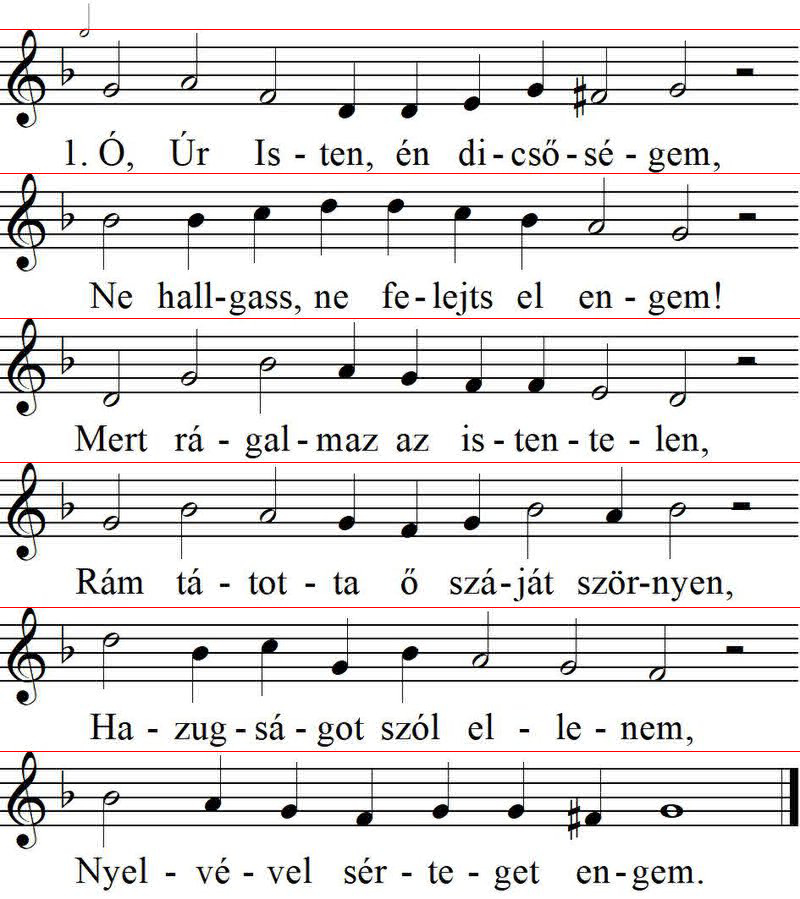 1. Ó, Úr Is - ten, én di - cső - sé - gem,
Ne hall-gass, ne fe - lejts el en - gem!
Mert rá - gal - maz az is - ten - te - len,
Rám tá - tot - ta ő szá-ját ször-nyen,
Ha - zug - sá - got szól el - le - nem,
Nyel - vé - vel sér - te - get en-gem.